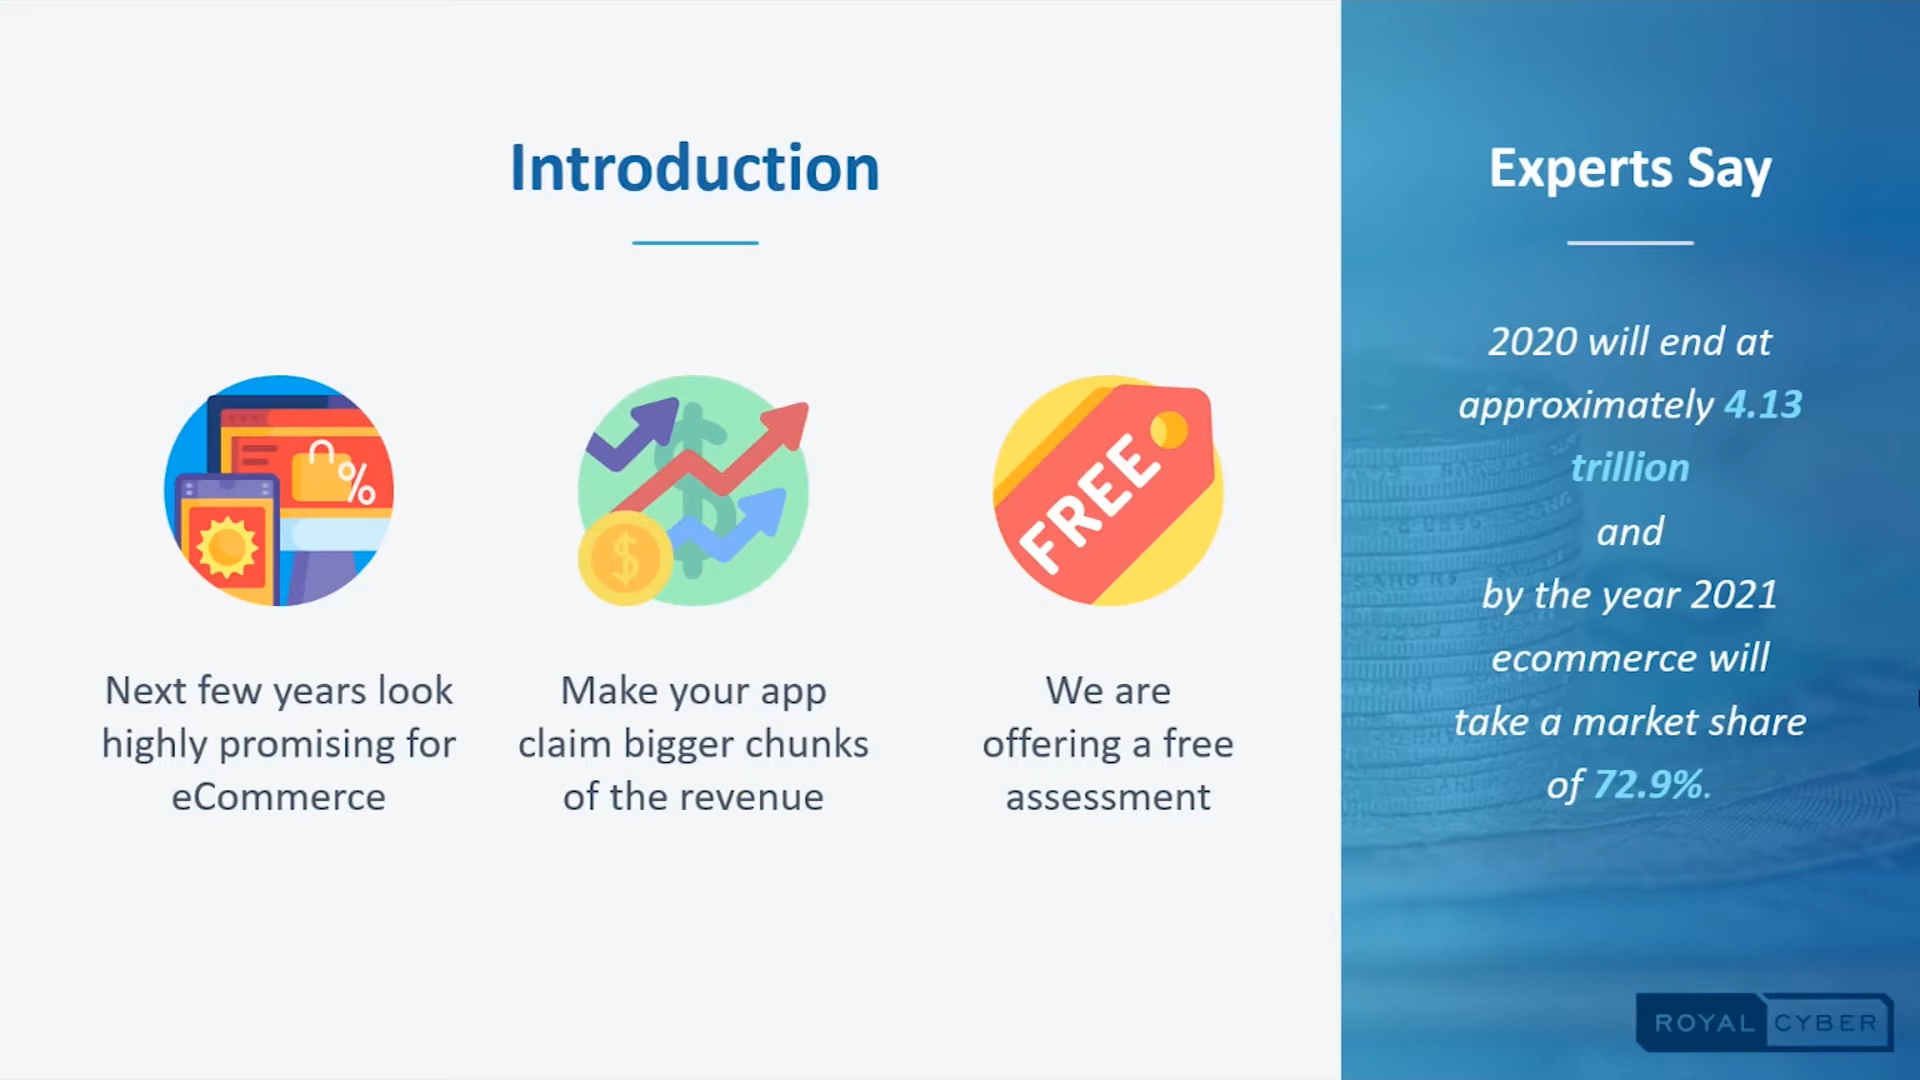 Introduction
%
$
FREE
Next few years look
highly promising for
eCommerce
Make your app
claim bigger chunks
of the revenue
We are
offering a free
assessment
Experts Say
2020 will end at
approximately 4.13
trillion
and
by the year 2021
ecommerce will
take a market share
of 72.9%.
ROYAL CYBER